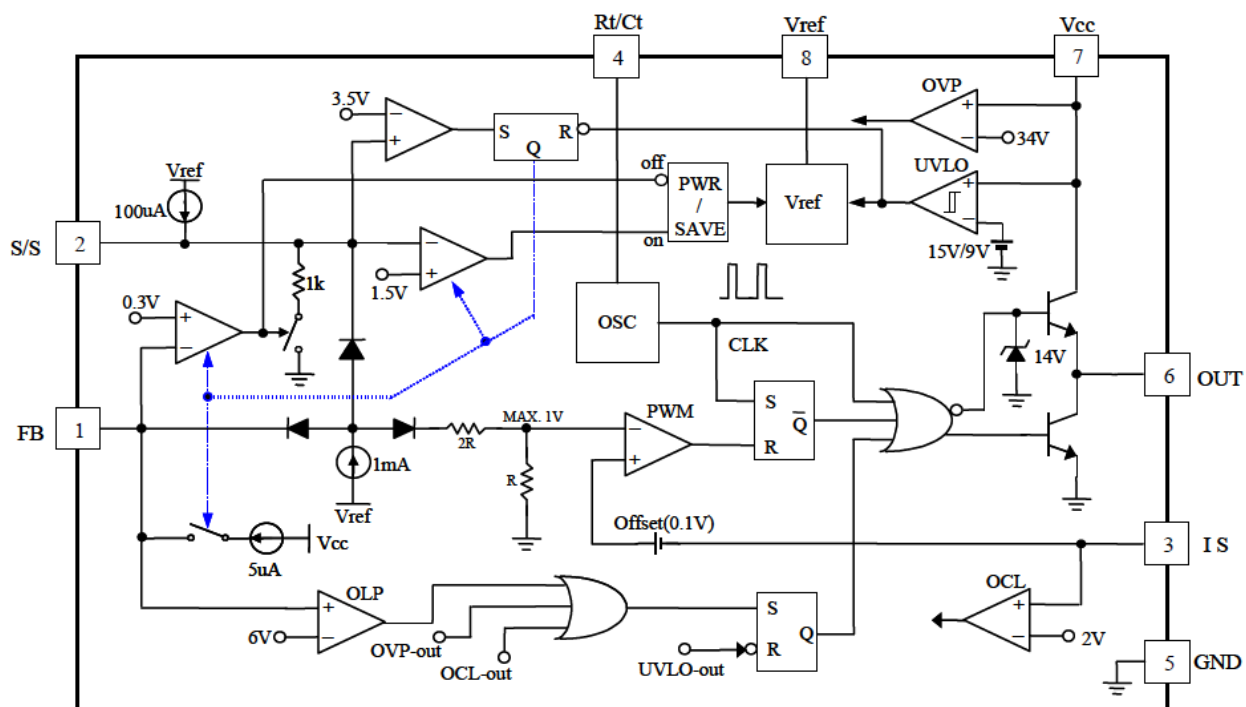 Rt/Ct
Vref
Vcc
4
8
7
OVP
3.5V
−
+
S
R
Q
+
−
34V
off
UVLO
Vref
PWR
/
SAVE
Vref
+
−
100uA
2
S/S
−
+
on
15V/9V
1k
1.5V
0.3V
+
−
OSC
CLK
14V
6
OUT
1
FB
MAX. 1V
PWM
S
Q
R
2R
−
+
1mA
R
Vref
Offset(0.1V)
3
I S
Vcc
5uA
OLP
OCL
+
−
6V
S
Q
R
+
−
2V
OVP-out
OCL-out
UVLO-out
5
GND